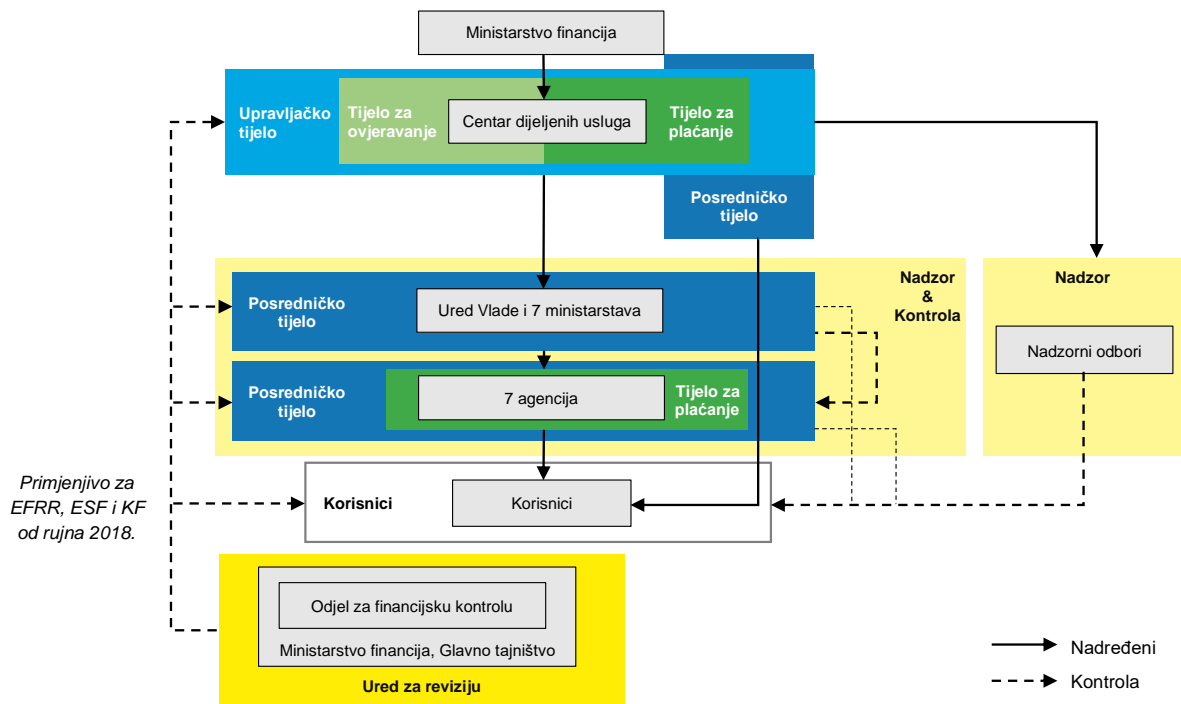 Ministarstvo financija
Upravljačko
tijelo
Tijelo za
ovjeravanje
Centar dijeljenih usluga
Tijelo za
plaćanje
Posredničko
tijelo
Posredničko
tijelo
Ured Vlade i 7 ministarstava
Nadzor
&
Kontrola
Nadzor
Nadzorni odbori
Posredničko
tijelo
7 agencija
Tijelo za
plaćanje
Primjenjivo za
EFRR, ESF i KF
od rujna 2018.
Korisnici
Korisnici
Odjel za financijsku kontrolu
Ministarstvo financija, Glavno tajništvo
Ured za reviziju
Nadređeni
Kontrola